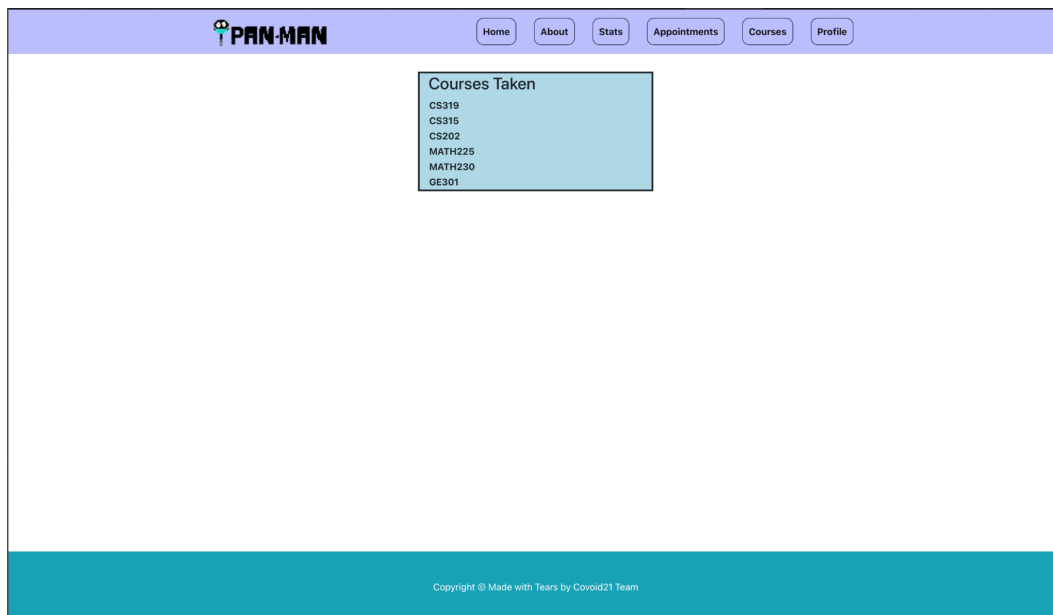 PAN-MAN
Home About Stats Appointments Courses Profile
Courses Taken
CS319
CS315
CS202
MATH225
MATH230
GE301
Copyright © Made with Tears by Covoid21 Team